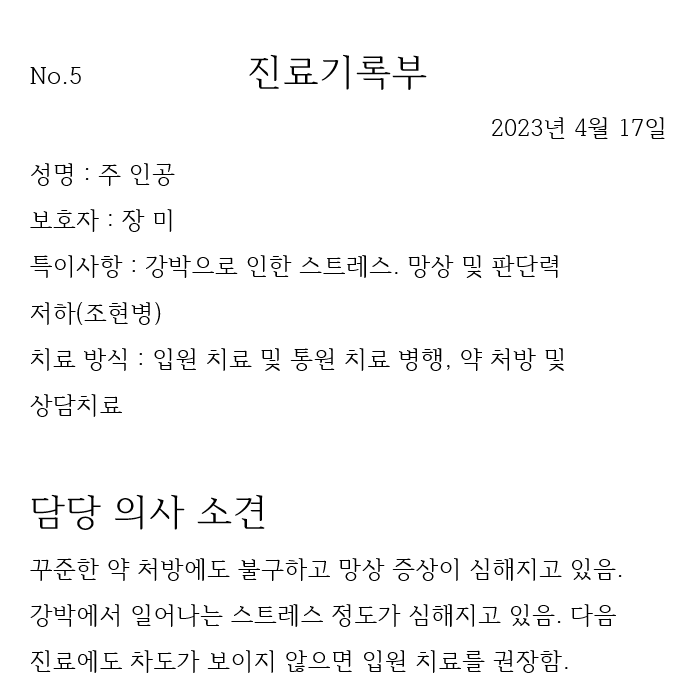 No.5 진료기록부
2023년 4월 17일
성명 : 주 인공
보호자 : 장 미
특이사항 : 강박으로 인한 스트레스. 망상 및 판단력
저하(조현병)
치료 방식 : 입원 치료 및 통원 치료 병행, 약 처방 및
상담치료
담당 의사 소견
꾸준한 약 처방에도 불구하고 망상 증상이 심해지고 있음.
강박에서 일어나는 스트레스 정도가 심해지고 있음. 다음
진료에도 차도가 보이지 않으면 입원 치료를 권장함.